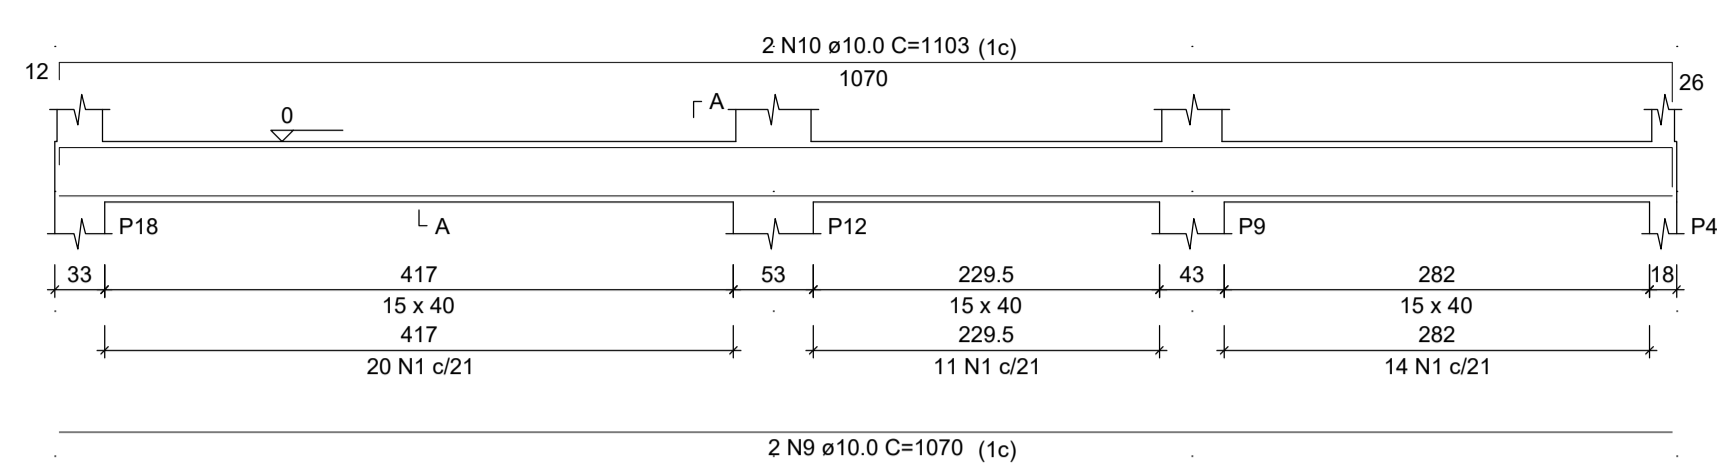 2 N10 ø10.0 C=1103 (1c)
12
1070
26
A
0
P18
A
P12
P9
P4
33 417 53 229.5 43 282 18
15 x 40 15 x 40 15 x 40
417 229.5 282
20 N1 c/21 11 N1 c/21 14 N1 c/21
2 N9 ø10.0 C=1070 (1c)